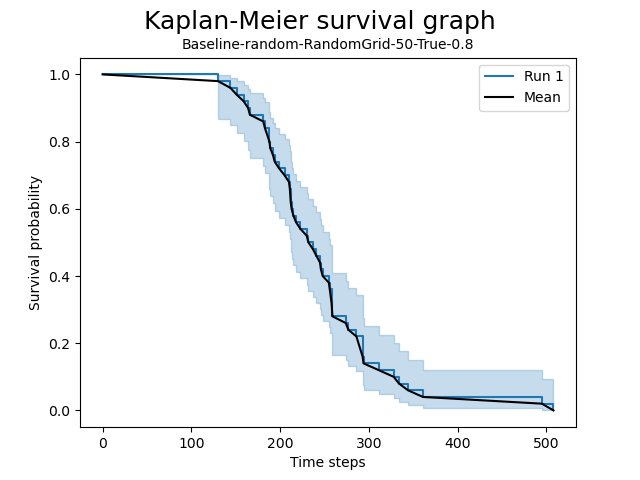 Kaplan-Meier survival graph
Baseline-random-RandomGrid-50-True-0.8
Run 1
Mean
Survival probability
1.0
0.8
0.6
0.4
0.2
0.0
0 100 200 300 400 500
Time steps